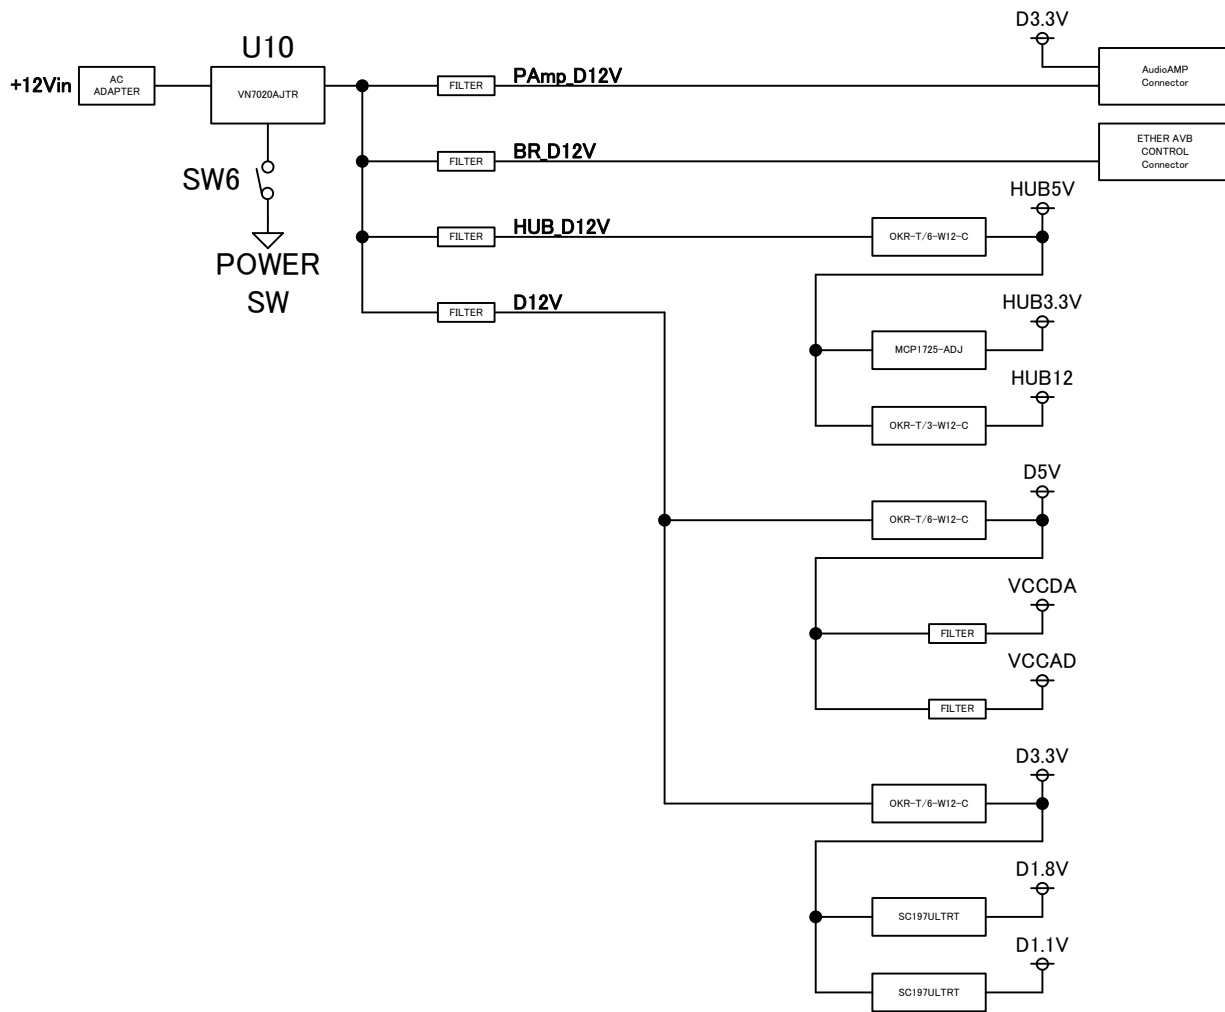 D3.3V
U10
+12Vin
AC
ADAPTER
VN7020AJTR
FILTER
PAmp_D12V
AudioAMP
Connector
FILTER
BR_D12V
ETHER AVB
CONTROL
Connector
SW6
POWER
SW
FILTER
HUB_D12V
OKR-T/6-W12-C
HUB5V
FILTER
D12V
HUB3.3V
MCP1725-ADJ
HUB12
OKR-T/3-W12-C
D5V
OKR-T/6-W12-C
VCCDA
FILTER
VCCAD
FILTER
D3.3V
OKR-T/6-W12-C
D1.8V
SC197ULTRT
D1.1V
SC197ULTRT